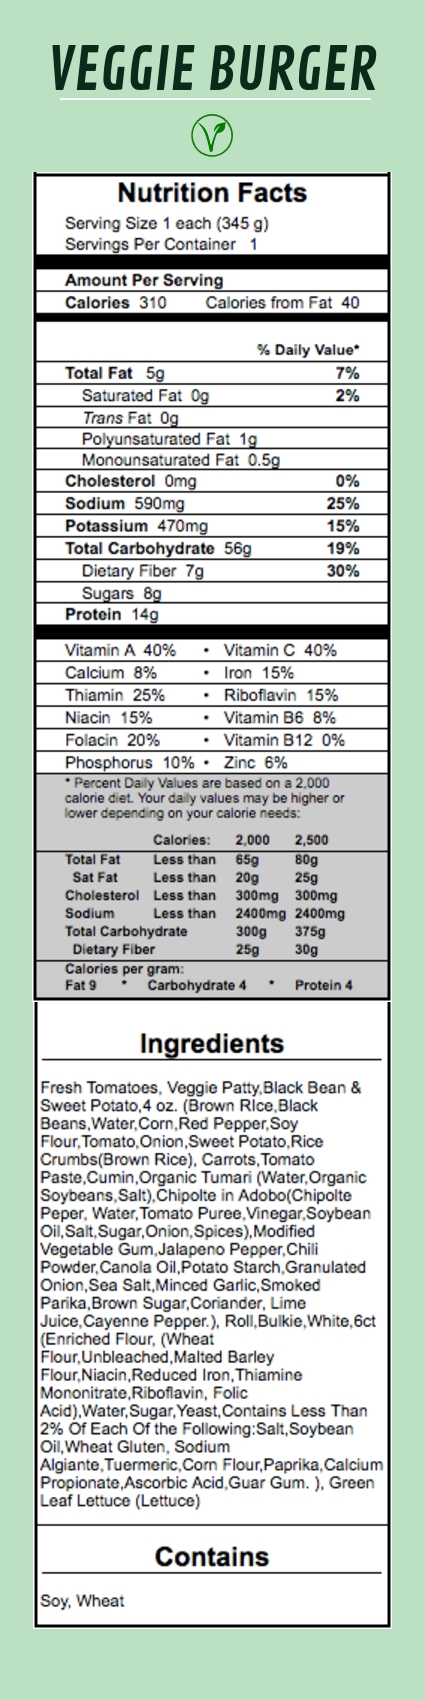 VEGGIE BURGER
Nutrition Facts
Serving Size 1 each (345 g)
Servings Per Container 1
Amount Per Serving
Calories 310 Calories from Fat 40
% Daily Value*
Total Fat 5g 7%
Saturated Fat 0g 2%
Trans Fat 0g
Polyunsaturated Fat 1g
Monounsaturated Fat 0.5g
Cholesterol 0mg 0%
Sodium 590mg 25%
Potassium 470mg 15%
Total Carbohydrate 56g 19%
Dietary Fiber 7g 30%
Sugars 8g
Protein 14g
Vitamin A 40% • Vitamin C 40%
Calcium 8% • Iron 15%
Thiamin 25% • Riboflavin 15%
Niacin 15% • Vitamin B6 8%
Folacin 20% • Vitamin B12 0%
Phosphorus 10% • Zinc 6%
* Percent Daily Values are based on a 2,000
calorie diet. Your daily values may be higher or
lower depending on your calorie needs:
Calories: 2,000 2,500
Total Fat Less than 65g 80g
Sat Fat Less than 20g 25g
Cholesterol Less than 300mg 300mg
Sodium Less than 2400mg 2400mg
Total Carbohydrate 300g 375g
Dietary Fiber 25g 30g
Calories per gram:
Fat 9 * Carbohydrate 4 * Protein 4
Ingredients
Fresh Tomatoes, Veggie Patty,Black Bean &
Sweet Potato,4 oz. (Brown RIce,Black
Beans,Water,Corn,Red Pepper,Soy
Flour,Tomato,Onion,Sweet Potato,Rice
Crumbs(Brown Rice), Carrots,Tomato
Paste,Cumin,Organic Tumari (Water,Organic
Soybeans,Salt),Chipolte in Adobo(Chipolte
Peper, Water,Tomato Puree,Vinegar,Soybean
Oil,Salt,Sugar,Onion,Spices),Modified
Vegetable Gum,Jalapeno Pepper,Chili
Powder,Canola Oil,Potato Starch,Granulated
Onion,Sea Salt,Minced Garlic,Smoked
Parika,Brown Sugar,Coriander, Lime
Juice,Cayenne Pepper.), Roll,Bulkie,White,6ct
(Enriched Flour, (Wheat
Flour,Unbleached,Malted Barley
Flour,Niacin,Reduced Iron,Thiamine
Mononitrate,Riboflavin, Folic
Acid),Water,Sugar,Yeast,Contains Less Than
2% Of Each Of the Following:Salt,Soybean
Oil,Wheat Gluten, Sodium
Algiante,Tuermeric,Corn Flour,Paprika,Calcium
Propionate,Ascorbic Acid,Guar Gum. ), Green
Leaf Lettuce (Lettuce)
Contains
Soy, Wheat